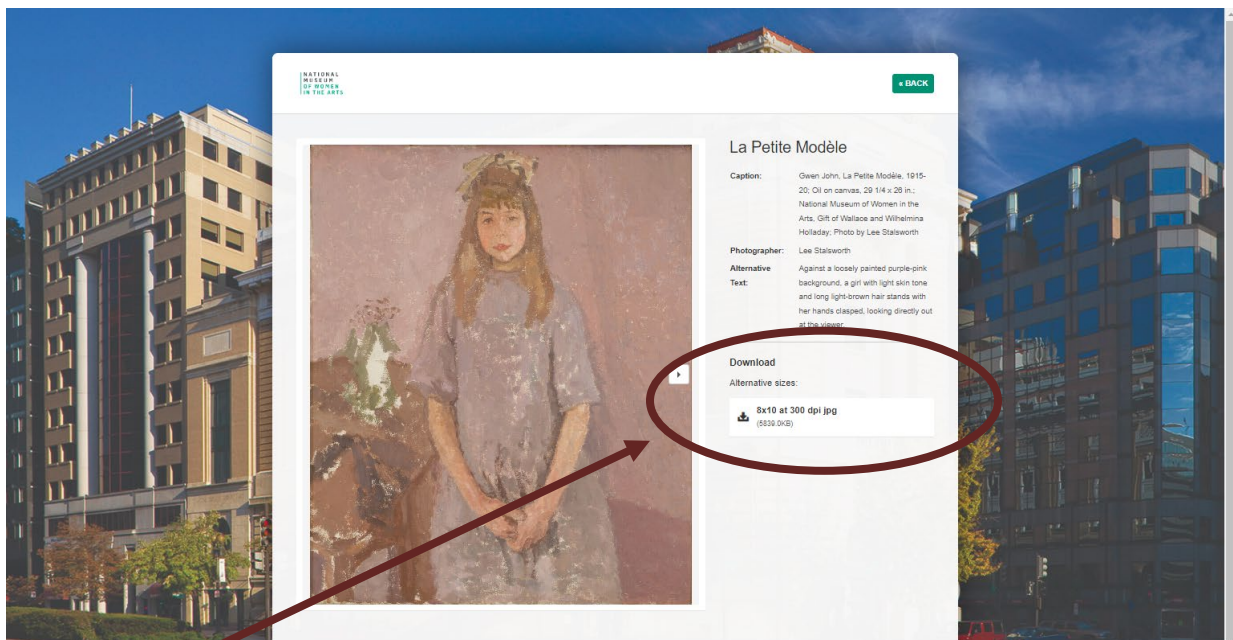 NATIONAL
MUSEUM
OF WOMEN
IN THE ARTS
« BACK
La Petite Modèle
Caption: Gwen John, La Petite Modèle, 1915-
20; Oil on canvas, 29 1/4 x 26 in.;
National Museum of Women in the
Arts, Gift of Wallace and Wilhelmina
Holladay; Photo by Lee Stalsworth
Photographer: Lee Stalsworth
Alternative Against a loosely painted purple-pink
Text: background, a girl with light skin tone
and long light-brown hair stands with
her hands clasped, looking directly out
at the viewer.
Download
Alternative sizes:
8x10 at 300 dpi jpg
(5839.0KB)